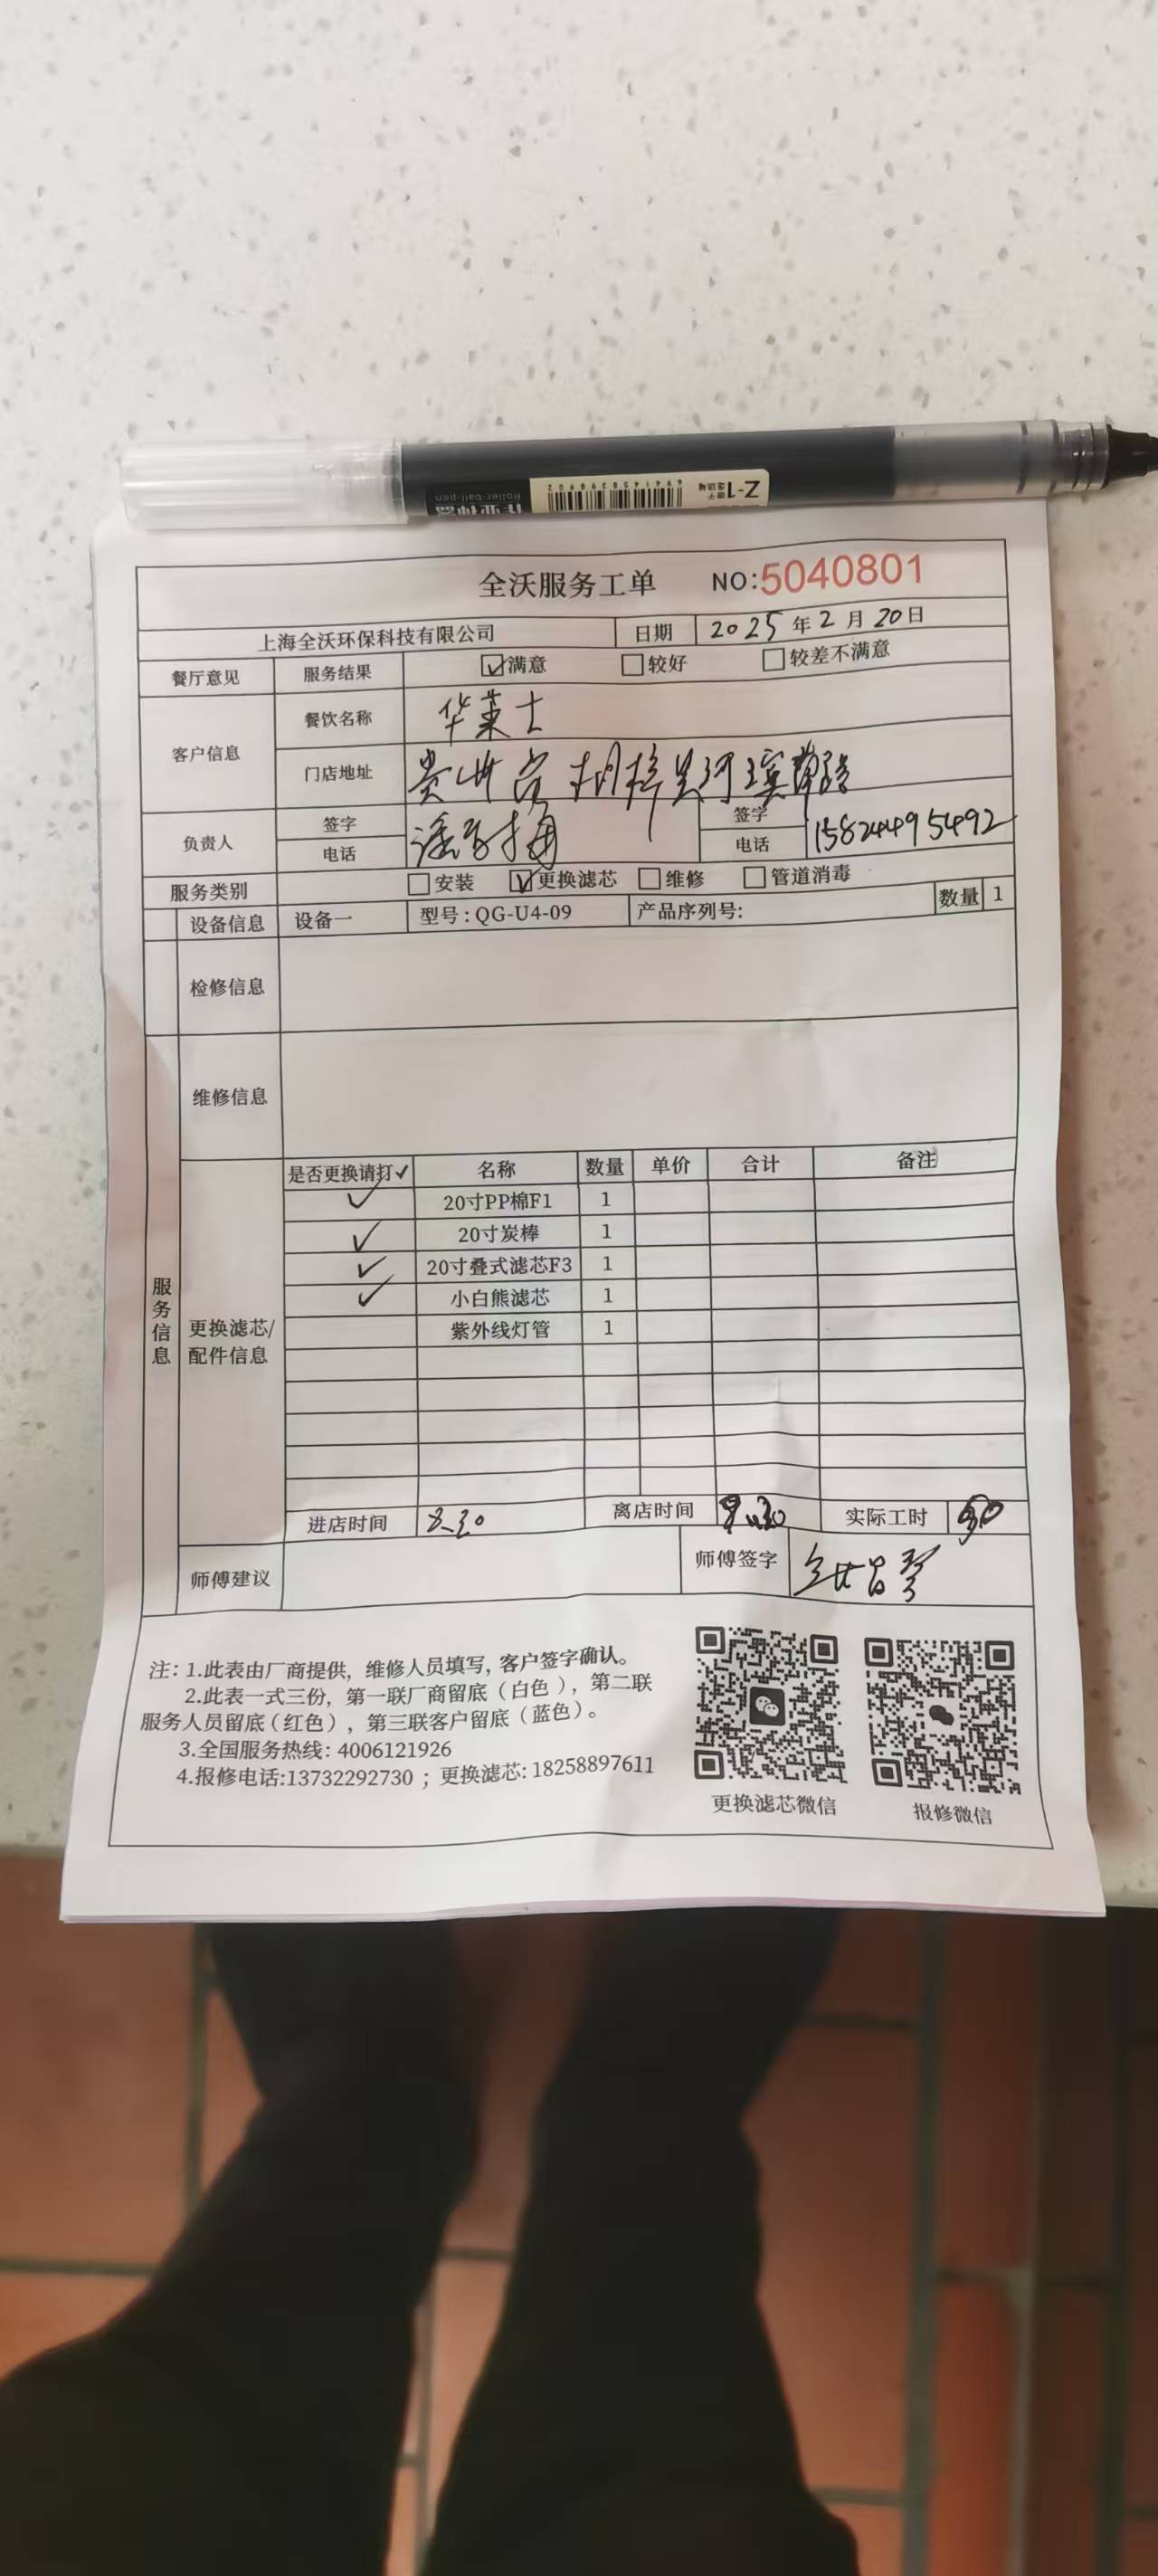 Z-1
6941458398902
Roller-ball-pen
全沃服务工单 NO:5040801
上海全沃环保科技有限公司 日期 2025年2月20日
餐厅意见 服务结果 满意 较好 较差不满意
客户信息 餐饮名称 华莱士
门店地址 贵州省
负责人 签字 签字
电话 电话 15824495492
服务类别 安装 更换滤芯 维修 管道消毒
设备信息 设备一 型号:QG-U4-09 产品序列号: 数量 1
检修信息
维修信息
服务信息
更换滤芯/配件信息
是否更换请打✓ 名称 数量 单价 合计 备注
✓ 20寸PP棉F1 1
✓ 20寸炭棒 1
✓ 20寸叠式滤芯F3 1
✓ 小白熊滤芯 1
紫外线灯管 1
进店时间 离店时间 实际工时
师傅建议 师傅签字
注:1.此表由厂商提供,维修人员填写,客户签字确认。
2.此表一式三份,第一联厂商留底(白色),第二联
服务人员留底(红色),第三联客户留底(蓝色)。
3.全国服务热线:4006121926
4.报修电话:13732292730;更换滤芯:18258897611
更换滤芯微信 报修微信